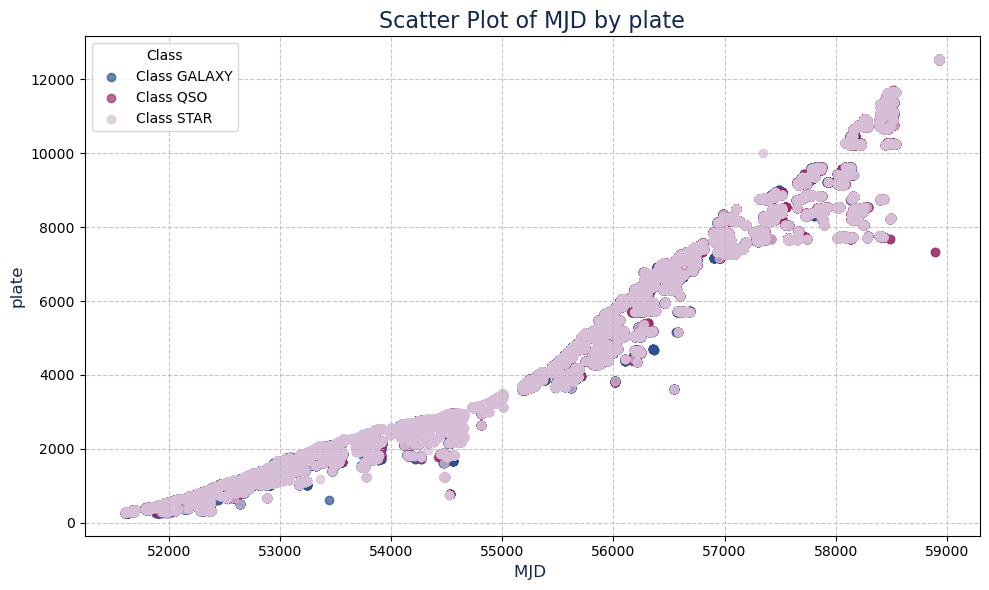 Scatter Plot of MJD by plate
Class
Class GALAXY
Class QSO
Class STAR
plate
12000
10000
8000
6000
4000
2000
0
52000 53000 54000 55000 56000 57000 58000 59000
MJD